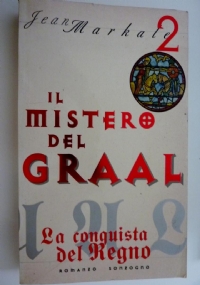 Jean Markale
2
IL
MISTERO
DEL
GRAAL
La conquista
del Regno
ROMANZO SONZOGNO